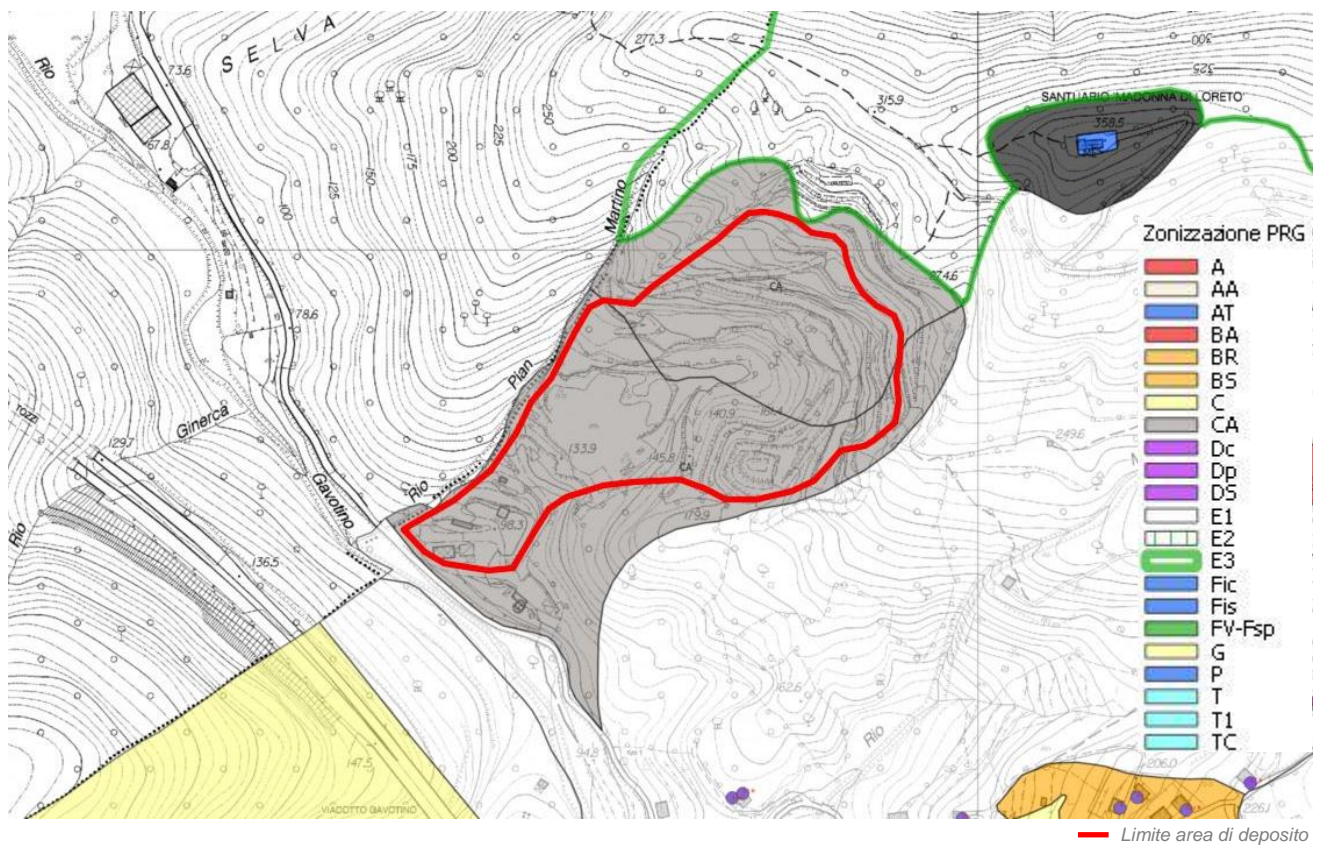 SELVA
277.3
300
325
Rio
73.6
SANTUARIO 'MADONNA DI LORETO'
315.9
358.5
67.8
250
225
200
175
150
125
100
Martino
274.6
CA
78.6
Pian
Ginerca
129.7
140.9
133.9
145.8
CA
249.6
Rio
98.3
179.9
Gavotino
Rio
136.5
162.6
Rio
94.8
147.5
VIADOTTO GAVOTINO
206.0
226.1
Zonizzazione PRG
A
AA
AT
BA
BR
BS
C
CA
Dc
Dp
DS
E1
E2
E3
Fic
Fis
FV-Fsp
G
P
T
T1
TC
Limite area di deposito